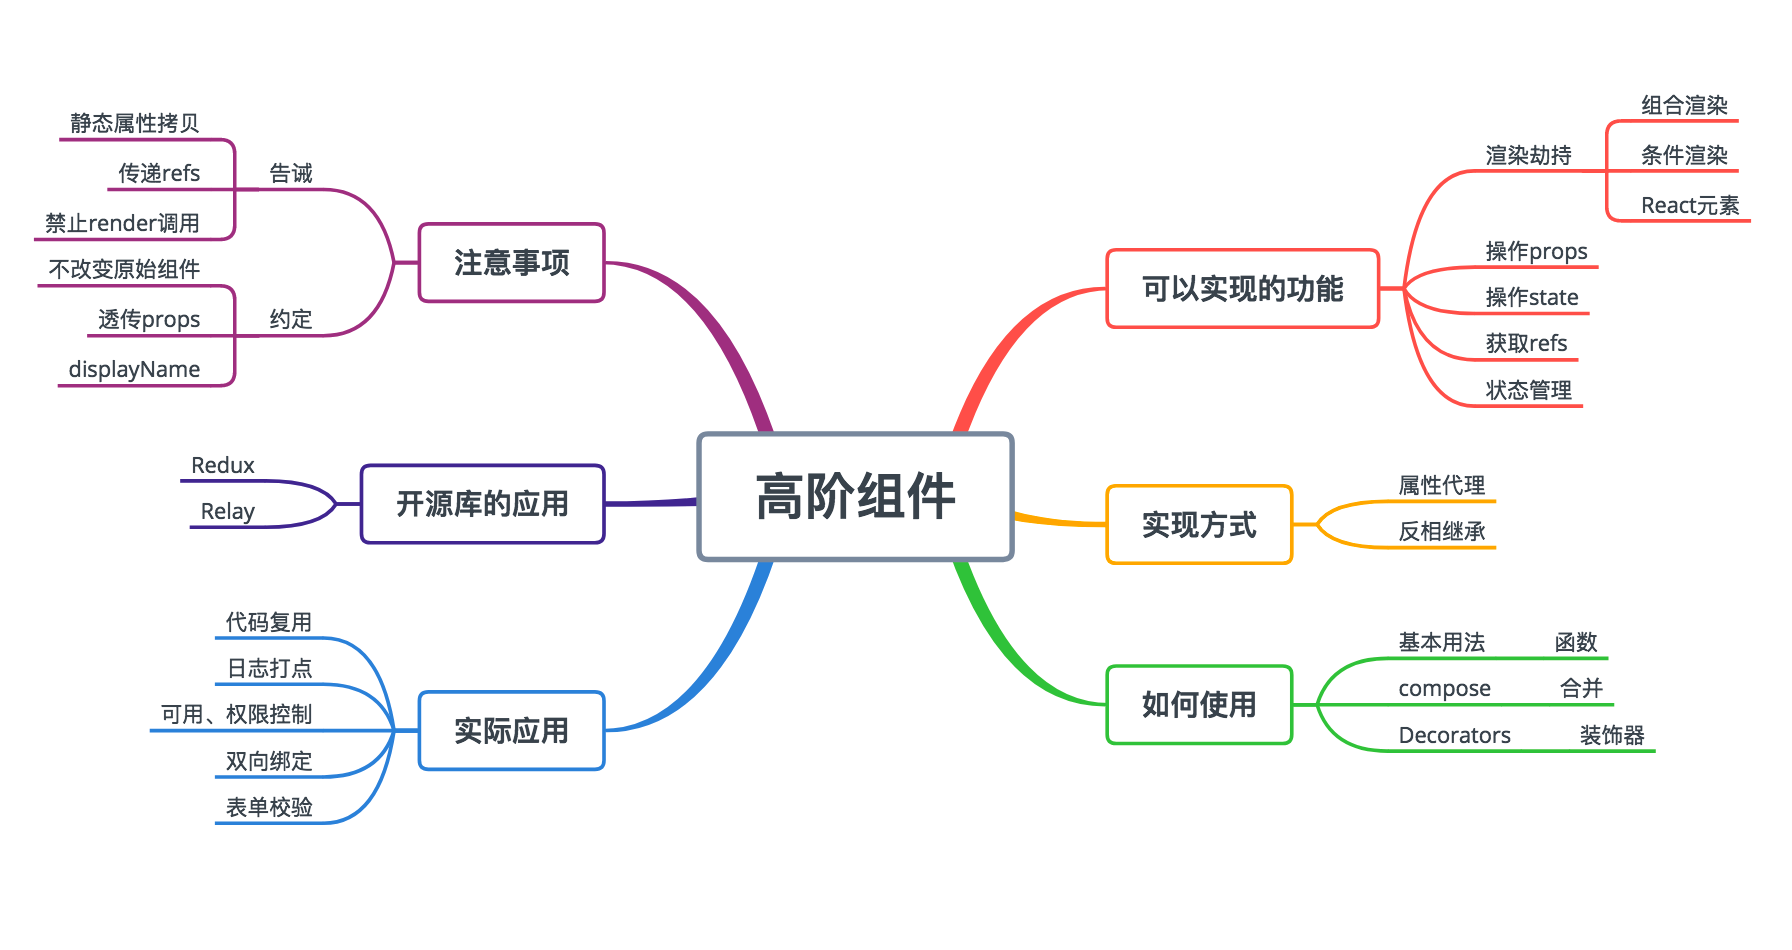 高阶组件
可以实现的功能
渲染劫持
组合渲染
条件渲染
React元素
操作props
操作state
获取refs
状态管理
实现方式
属性代理
反相继承
如何使用
基本用法
函数
compose
合并
Decorators
装饰器
注意事项
告诫
静态属性拷贝
传递refs
禁止render调用
约定
不改变原始组件
透传props
displayName
开源库的应用
Redux
Relay
实际应用
代码复用
日志打点
可用、权限控制
双向绑定
表单校验